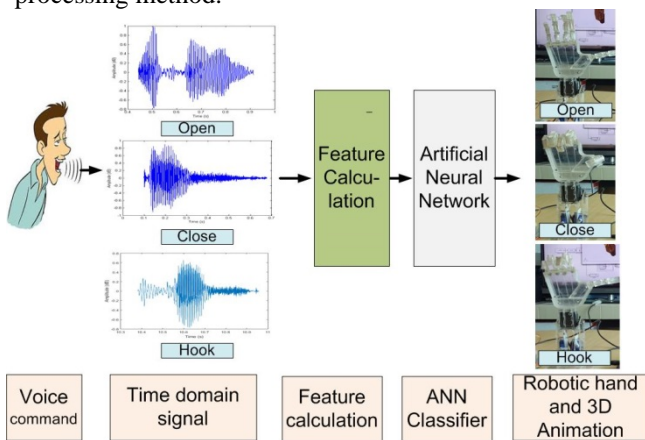 processing method.
Open
Close
Hook
Feature
Calcu-
lation
Artificial
Neural
Network
Open
Close
Hook
Voice
command
Time domain
signal
Feature
calculation
ANN
Classifier
Robotic hand
and 3D
Animation